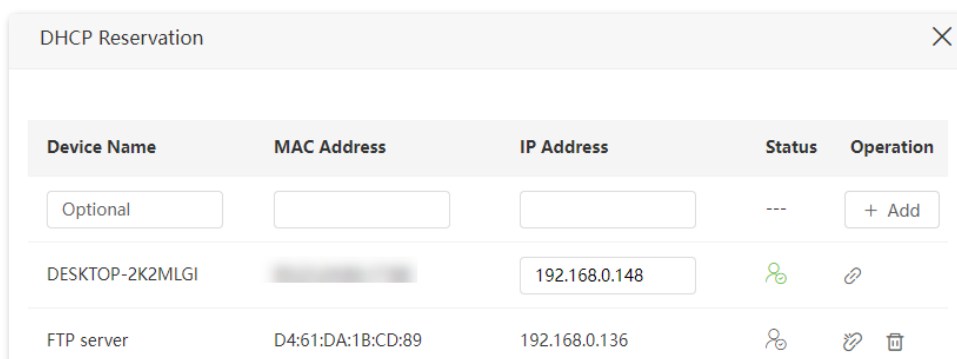 DHCP Reservation
Device Name MAC Address IP Address Status Operation
Optional --- + Add
DESKTOP-2K2MLGI 192.168.0.148
FTP server D4:61:DA:1B:CD:89 192.168.0.136